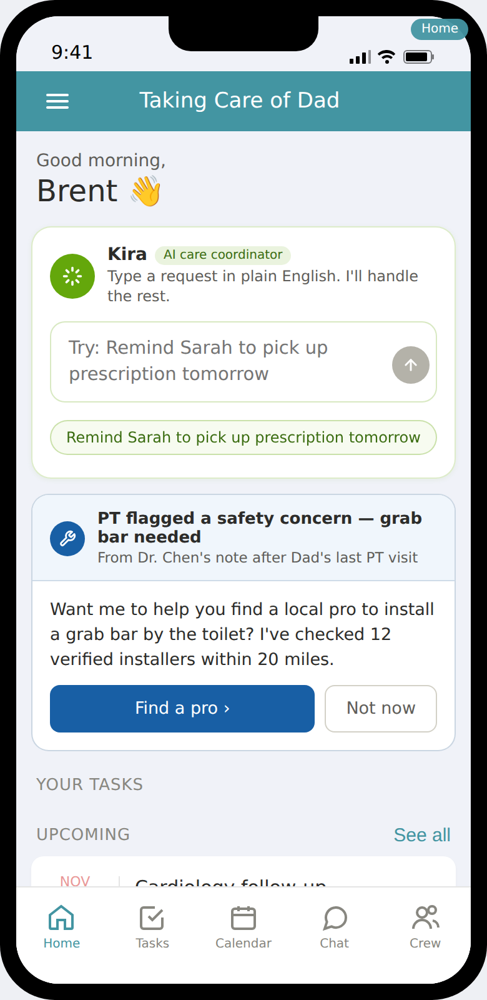 Home
9:41
Taking Care of Dad
Good morning,
Brent 👋
Kira
AI care coordinator
Type a request in plain English. I'll handle
the rest.
Try: Remind Sarah to pick up
prescription tomorrow
Remind Sarah to pick up prescription tomorrow
PT flagged a safety concern — grab
bar needed
From Dr. Chen's note after Dad's last PT visit
Want me to help you find a local pro to install
a grab bar by the toilet? I've checked 12
verified installers within 20 miles.
Find a pro ›
Not now
YOUR TASKS
UPCOMING
See all
NOV
Cardiology follow-up
Home
Tasks
Calendar
Chat
Crew